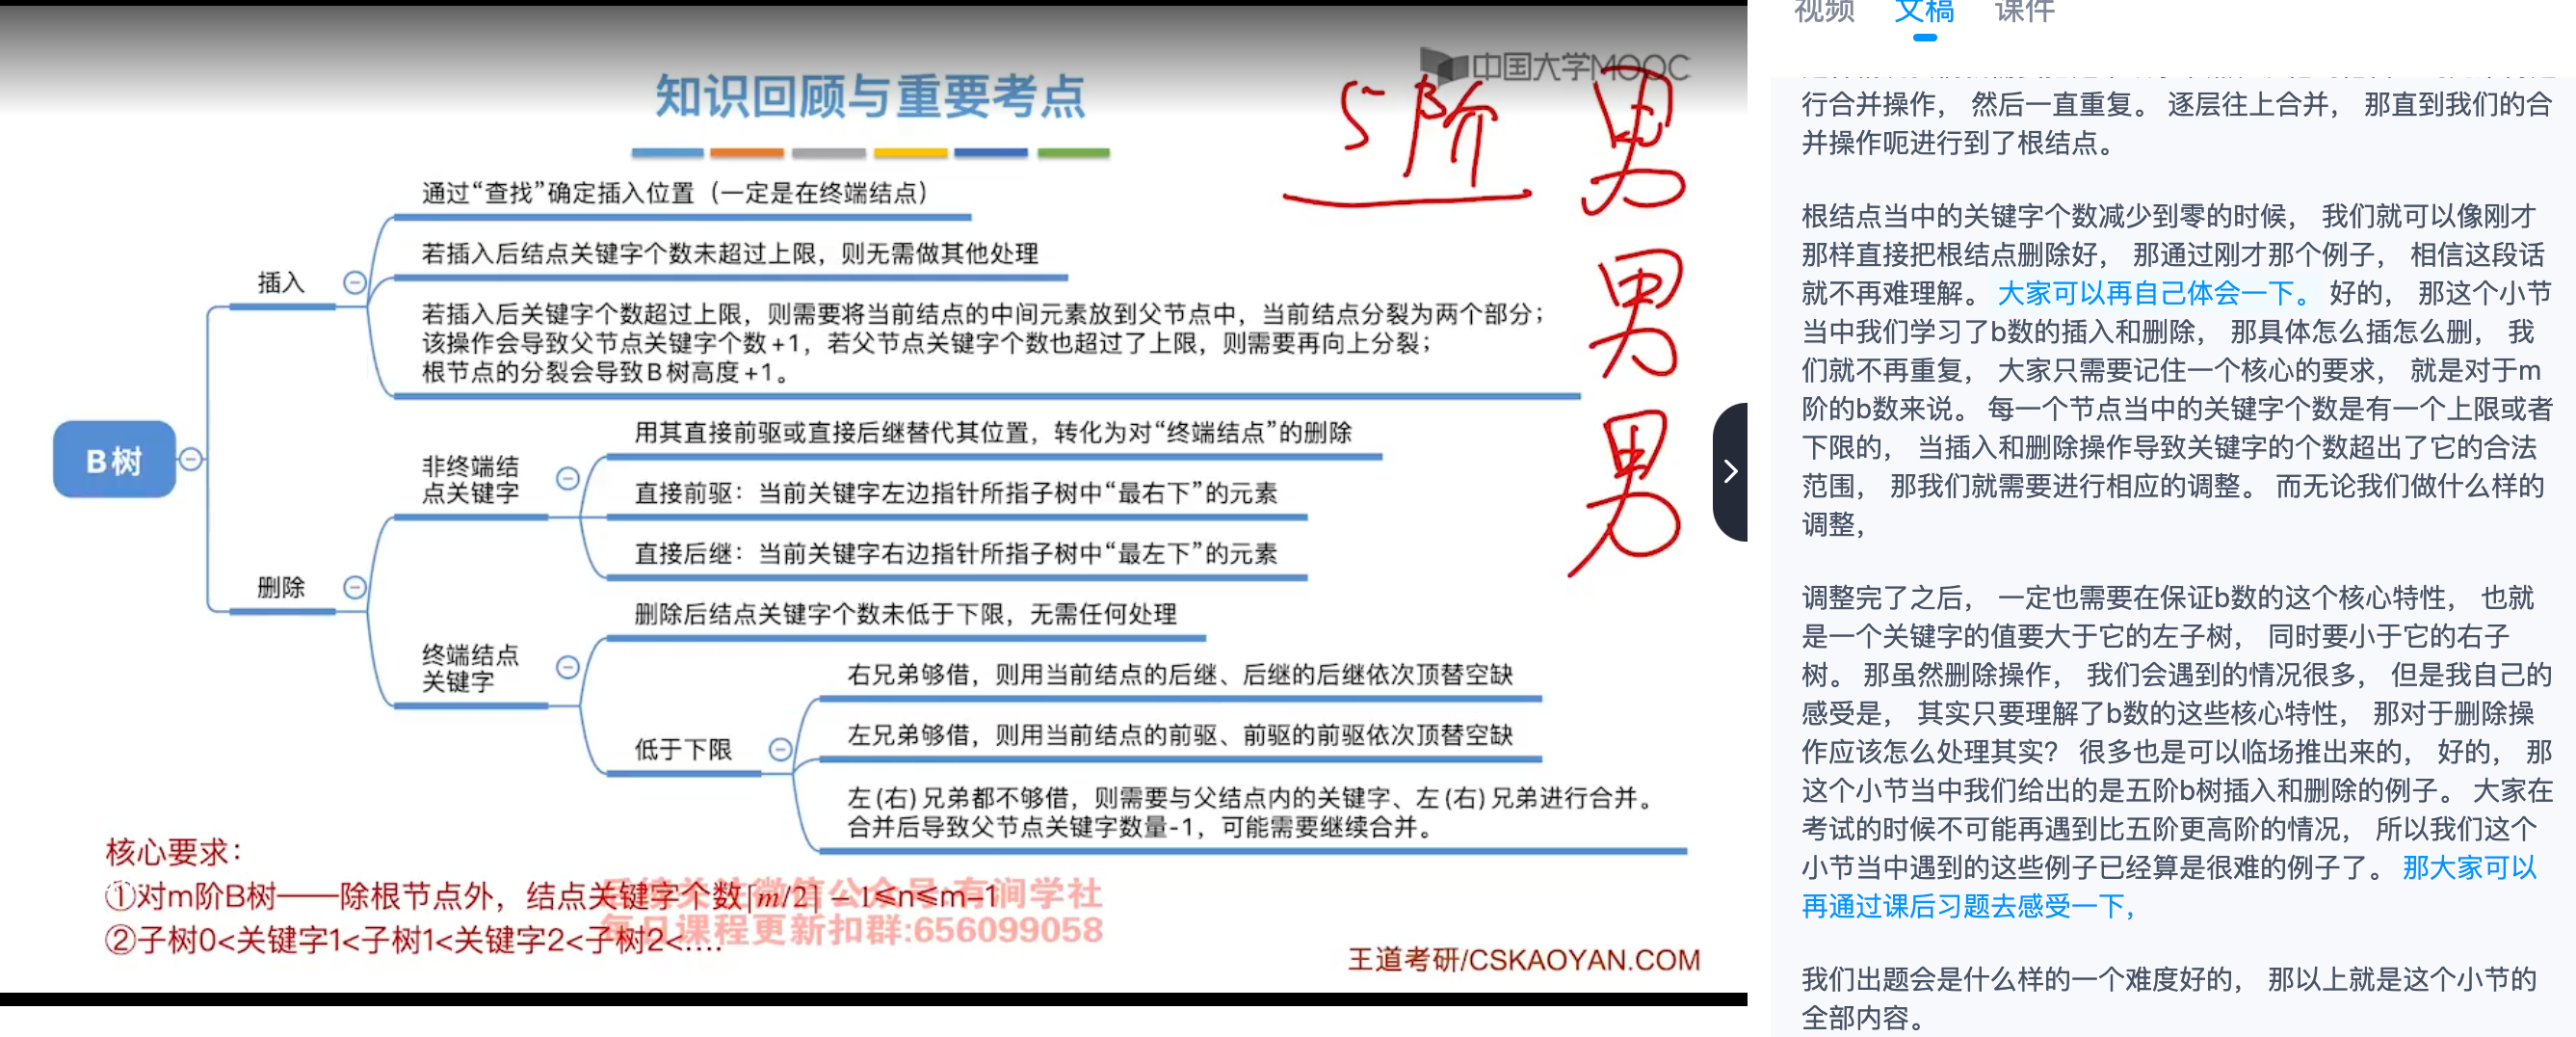 中国大学MOOC
知识回顾与重要考点
5阶
男
男
男
B树
插入
通过“查找”确定插入位置（一定是在终端结点）
若插入后结点关键字个数未超过上限，则无需做其他处理
若插入后关键字个数超过上限，则需要将当前结点的中间元素放到父节点中，当前结点分裂为两个部分；
该操作会导致父节点关键字个数+1，若父节点关键字个数也超过了上限，则需要再向上分裂；
根节点的分裂会导致B树高度+1。
删除
非终端结
点关键字
用其直接前驱或直接后继替代其位置，转化为对“终端结点”的删除
直接前驱：当前关键字左边指针所指子树中“最右下”的元素
直接后继：当前关键字右边指针所指子树中“最左下”的元素
终端结点
关键字
删除后结点关键字个数未低于下限，无需任何处理
低于下限
右兄弟够借，则用当前结点的后继、后继的后继依次顶替空缺
左兄弟够借，则用当前结点的前驱、前驱的前驱依次顶替空缺
左(右)兄弟都不够借，则需要与父结点内的关键字、左(右)兄弟进行合并。
合并后导致父节点关键字数量-1，可能需要继续合并。
核心要求：
①对m阶B树——除根节点外，结点关键字个数⌈m/2⌉−1≤n≤m-1
②子树0<关键字1<子树1<关键字2<子树2<....
微信公众号:有涧学社
每日课程更新扣群:656099058
王道考研/CSKAOYAN.COM
视频 文稿 课件
行合并操作， 然后一直重复。 逐层往上合并， 那直到我们的合
并操作呃进行到了根结点。
根结点当中的关键字个数减少到零的时候， 我们就可以像刚才
那样直接把根结点删除好， 那通过刚才那个例子， 相信这段话
就不再难理解。 大家可以再自己体会一下。 好的， 那这个小节
当中我们学习了b数的插入和删除， 那具体怎么插怎么删， 我
们就不再重复， 大家只需要记住一个核心的要求， 就是对于m
阶的b数来说。 每一个节点当中的关键字个数是有一个上限或者
下限的， 当插入和删除操作导致关键字的个数超出了它的合法
范围， 那我们就需要进行相应的调整。 而无论我们做什么样的
调整，
调整完了之后， 一定也需要在保证b数的这个核心特性， 也就
是一个关键字的值要大于它的左子树， 同时要小于它的右子
树。 那虽然删除操作， 我们会遇到的情况很多， 但是我自己的
感受是， 其实只要理解了b数的这些核心特性， 那对于删除操
作应该怎么处理其实？ 很多也是可以临场推出来的， 好的， 那
这个小节当中我们给出的是五阶b树插入和删除的例子。 大家在
考试的时候不可能再遇到比五阶更高阶的情况， 所以我们这个
小节当中遇到的这些例子已经算是很难的例子了。 那大家可以
再通过课后习题去感受一下，
我们出题会是什么样的一个难度好的， 那以上就是这个小节的
全部内容。